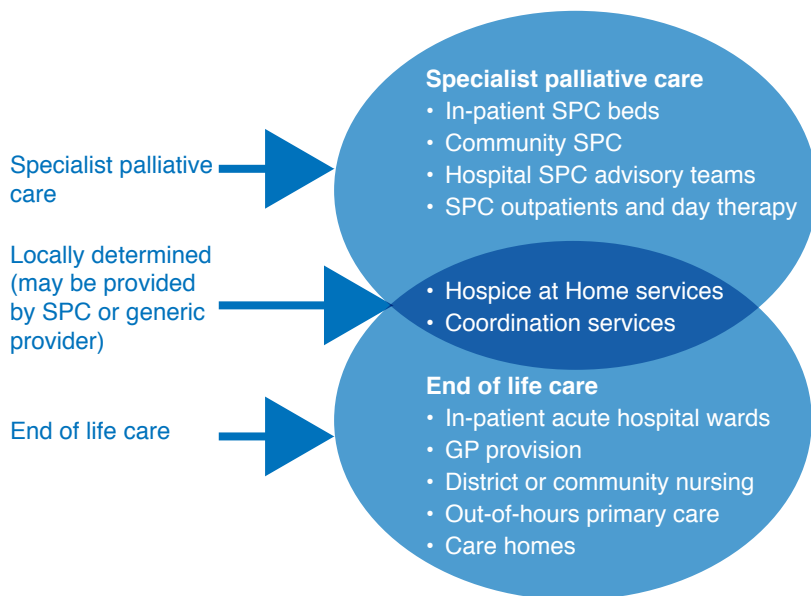 Specialist palliative
care
Locally determined
(may be provided
by SPC or generic
provider)
End of life care
Specialist palliative care
• In-patient SPC beds
• Community SPC
• Hospital SPC advisory teams
• SPC outpatients and day therapy
• Hospice at Home services
• Coordination services
End of life care
• In-patient acute hospital wards
• GP provision
• District or community nursing
• Out-of-hours primary care
• Care homes